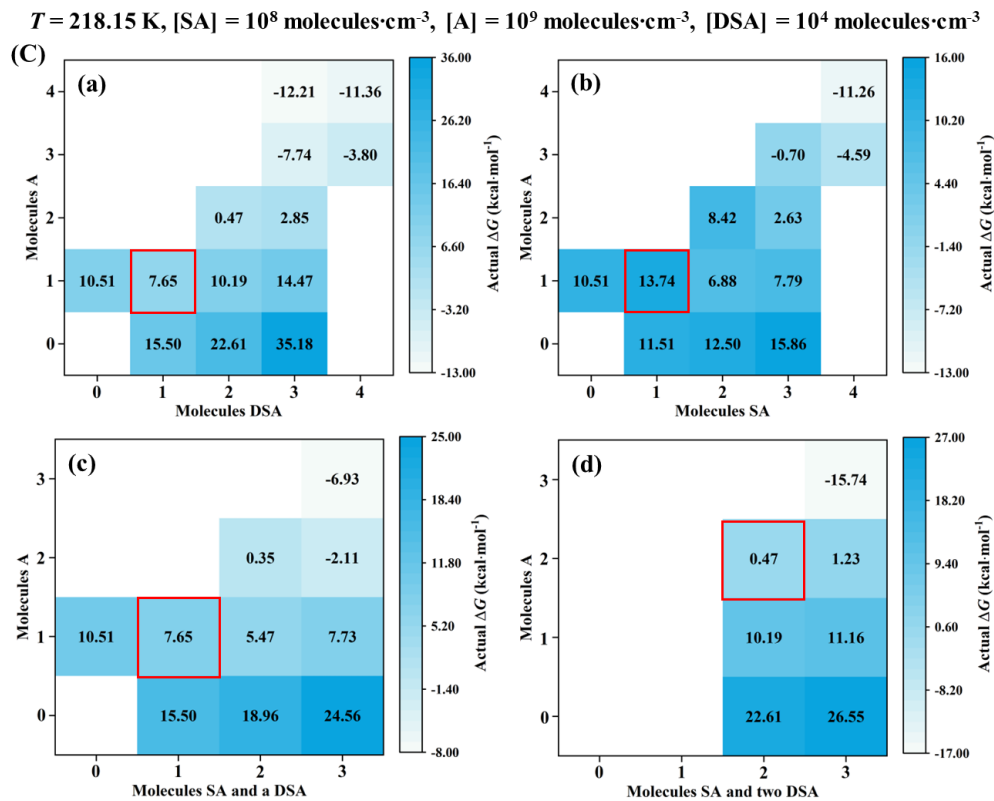 T = 218.15 K, [SA] = 10⁸ molecules·cm⁻³, [A] = 10⁹ molecules·cm⁻³, [DSA] = 10⁴ molecules·cm⁻³
(C)
(a)
Molecules A
4
3
2
1
0
-12.21 -11.36
-7.74 -3.80
0.47 2.85
10.51 7.65 10.19 14.47
15.50 22.61 35.18
0 1 2 3 4
Molecules DSA
36.00
26.20
16.40
6.60
-3.20
-13.00
Actual ΔG (kcal·mol⁻¹)
(b)
Molecules A
4
3
2
1
0
-11.26
-0.70 -4.59
8.42 2.63
10.51 13.74 6.88 7.79
11.51 12.50 15.86
0 1 2 3 4
Molecules SA
16.00
10.20
4.40
-1.40
-7.20
-13.00
Actual ΔG (kcal·mol⁻¹)
(c)
Molecules A
3
2
1
0
-6.93
0.35 -2.11
10.51 7.65 5.47 7.73
15.50 18.96 24.56
0 1 2 3
Molecules SA and a DSA
25.00
18.40
11.80
5.20
-1.40
-8.00
Actual ΔG (kcal·mol⁻¹)
(d)
Molecules A
3
2
1
0
-15.74
0.47 1.23
10.19 11.16
22.61 26.55
0 1 2 3
Molecules SA and two DSA
27.00
18.20
9.40
0.60
-8.20
-17.00
Actual ΔG (kcal·mol⁻¹)